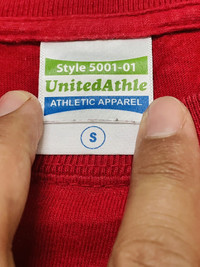 Style 5001-01
UnitedAthle
ATHLETIC APPAREL
S